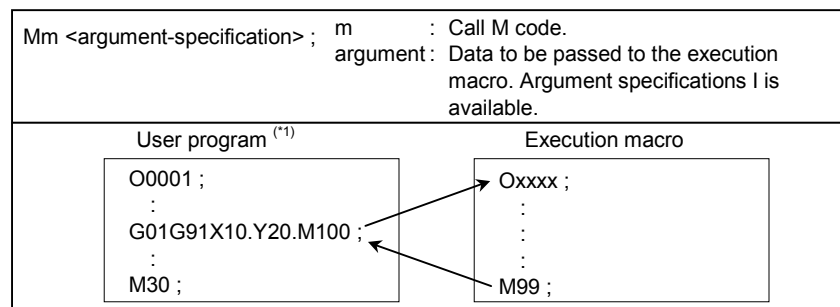 Mm <argument-specification> ;
m : Call M code.
argument : Data to be passed to the execution
macro. Argument specifications I is
available.
User program (*1)
Execution macro
O0001 ;
:
G01G91X10.Y20.M100 ;
:
M30 ;
Oxxxx ;
:
:
:
M99 ;